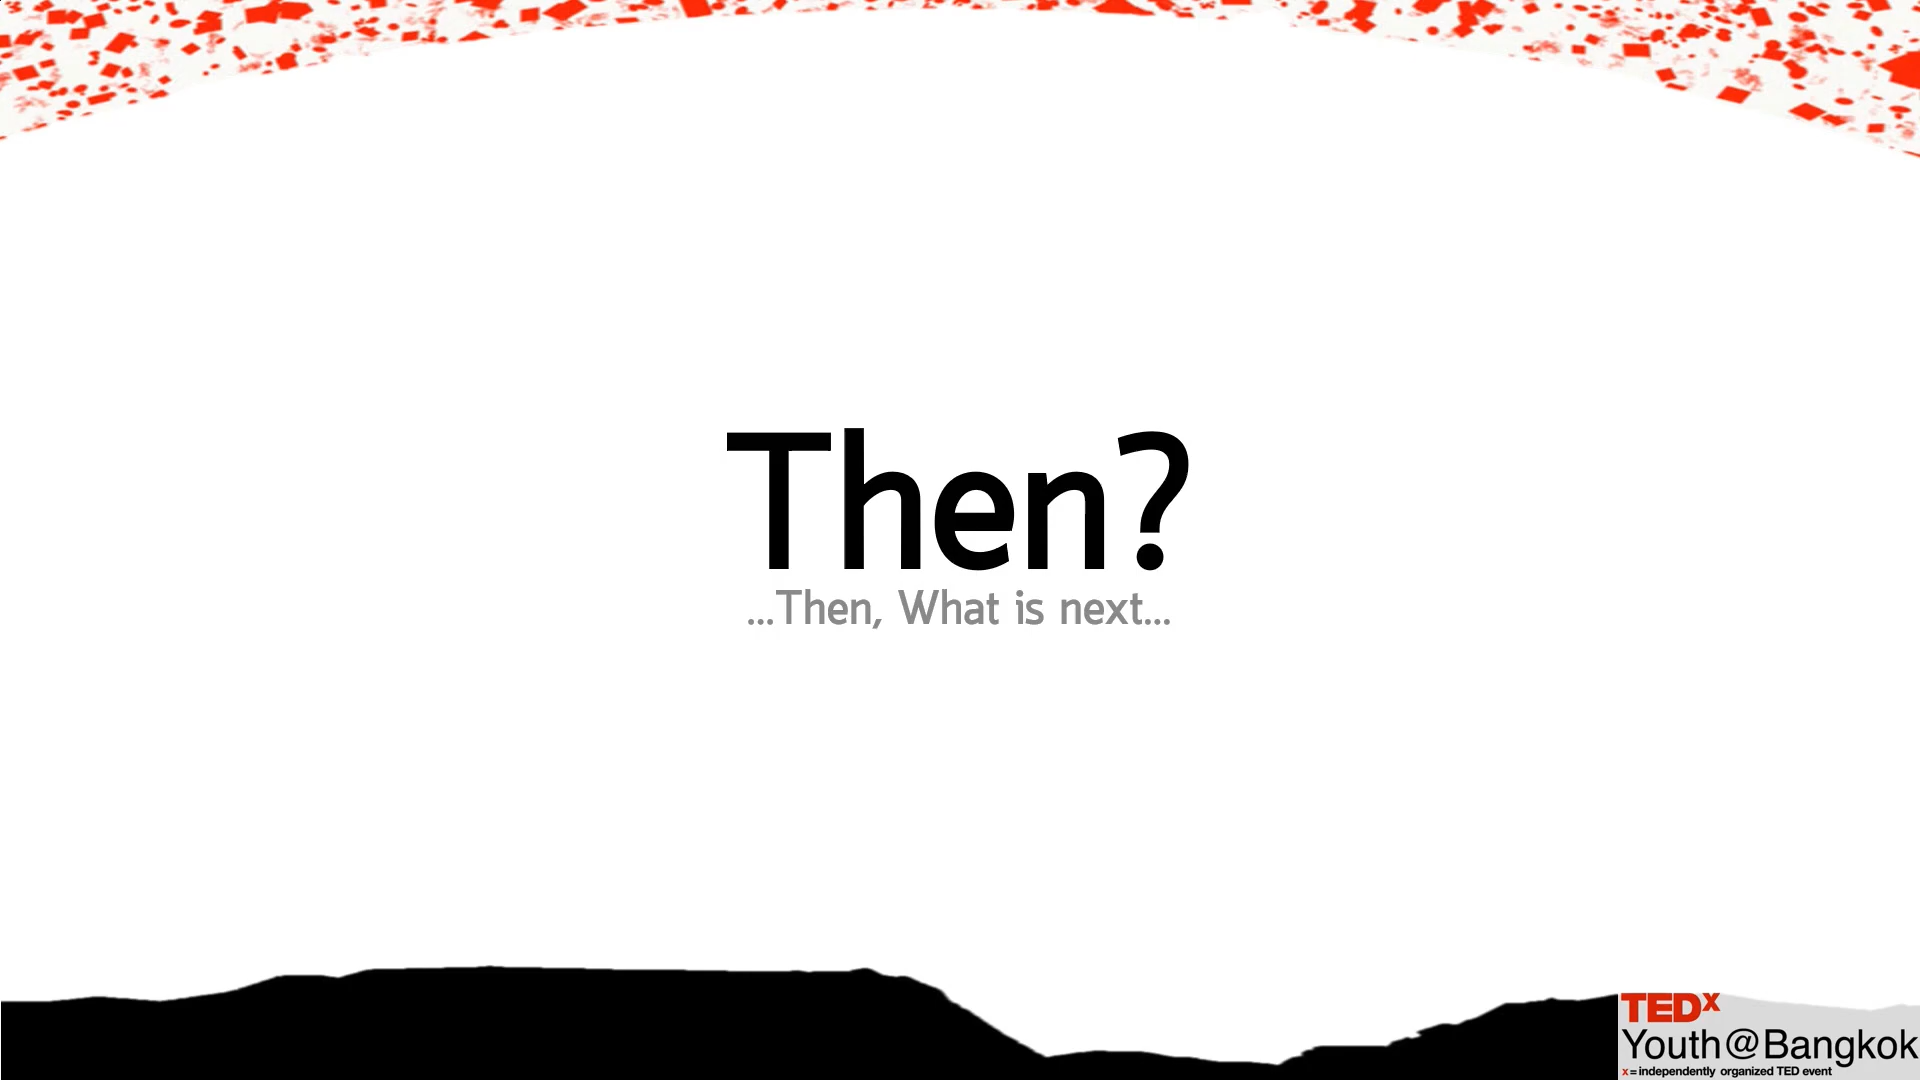 Then?
...Then, What is next...
TEDx
Youth@Bangkok
x = independently organized TED event